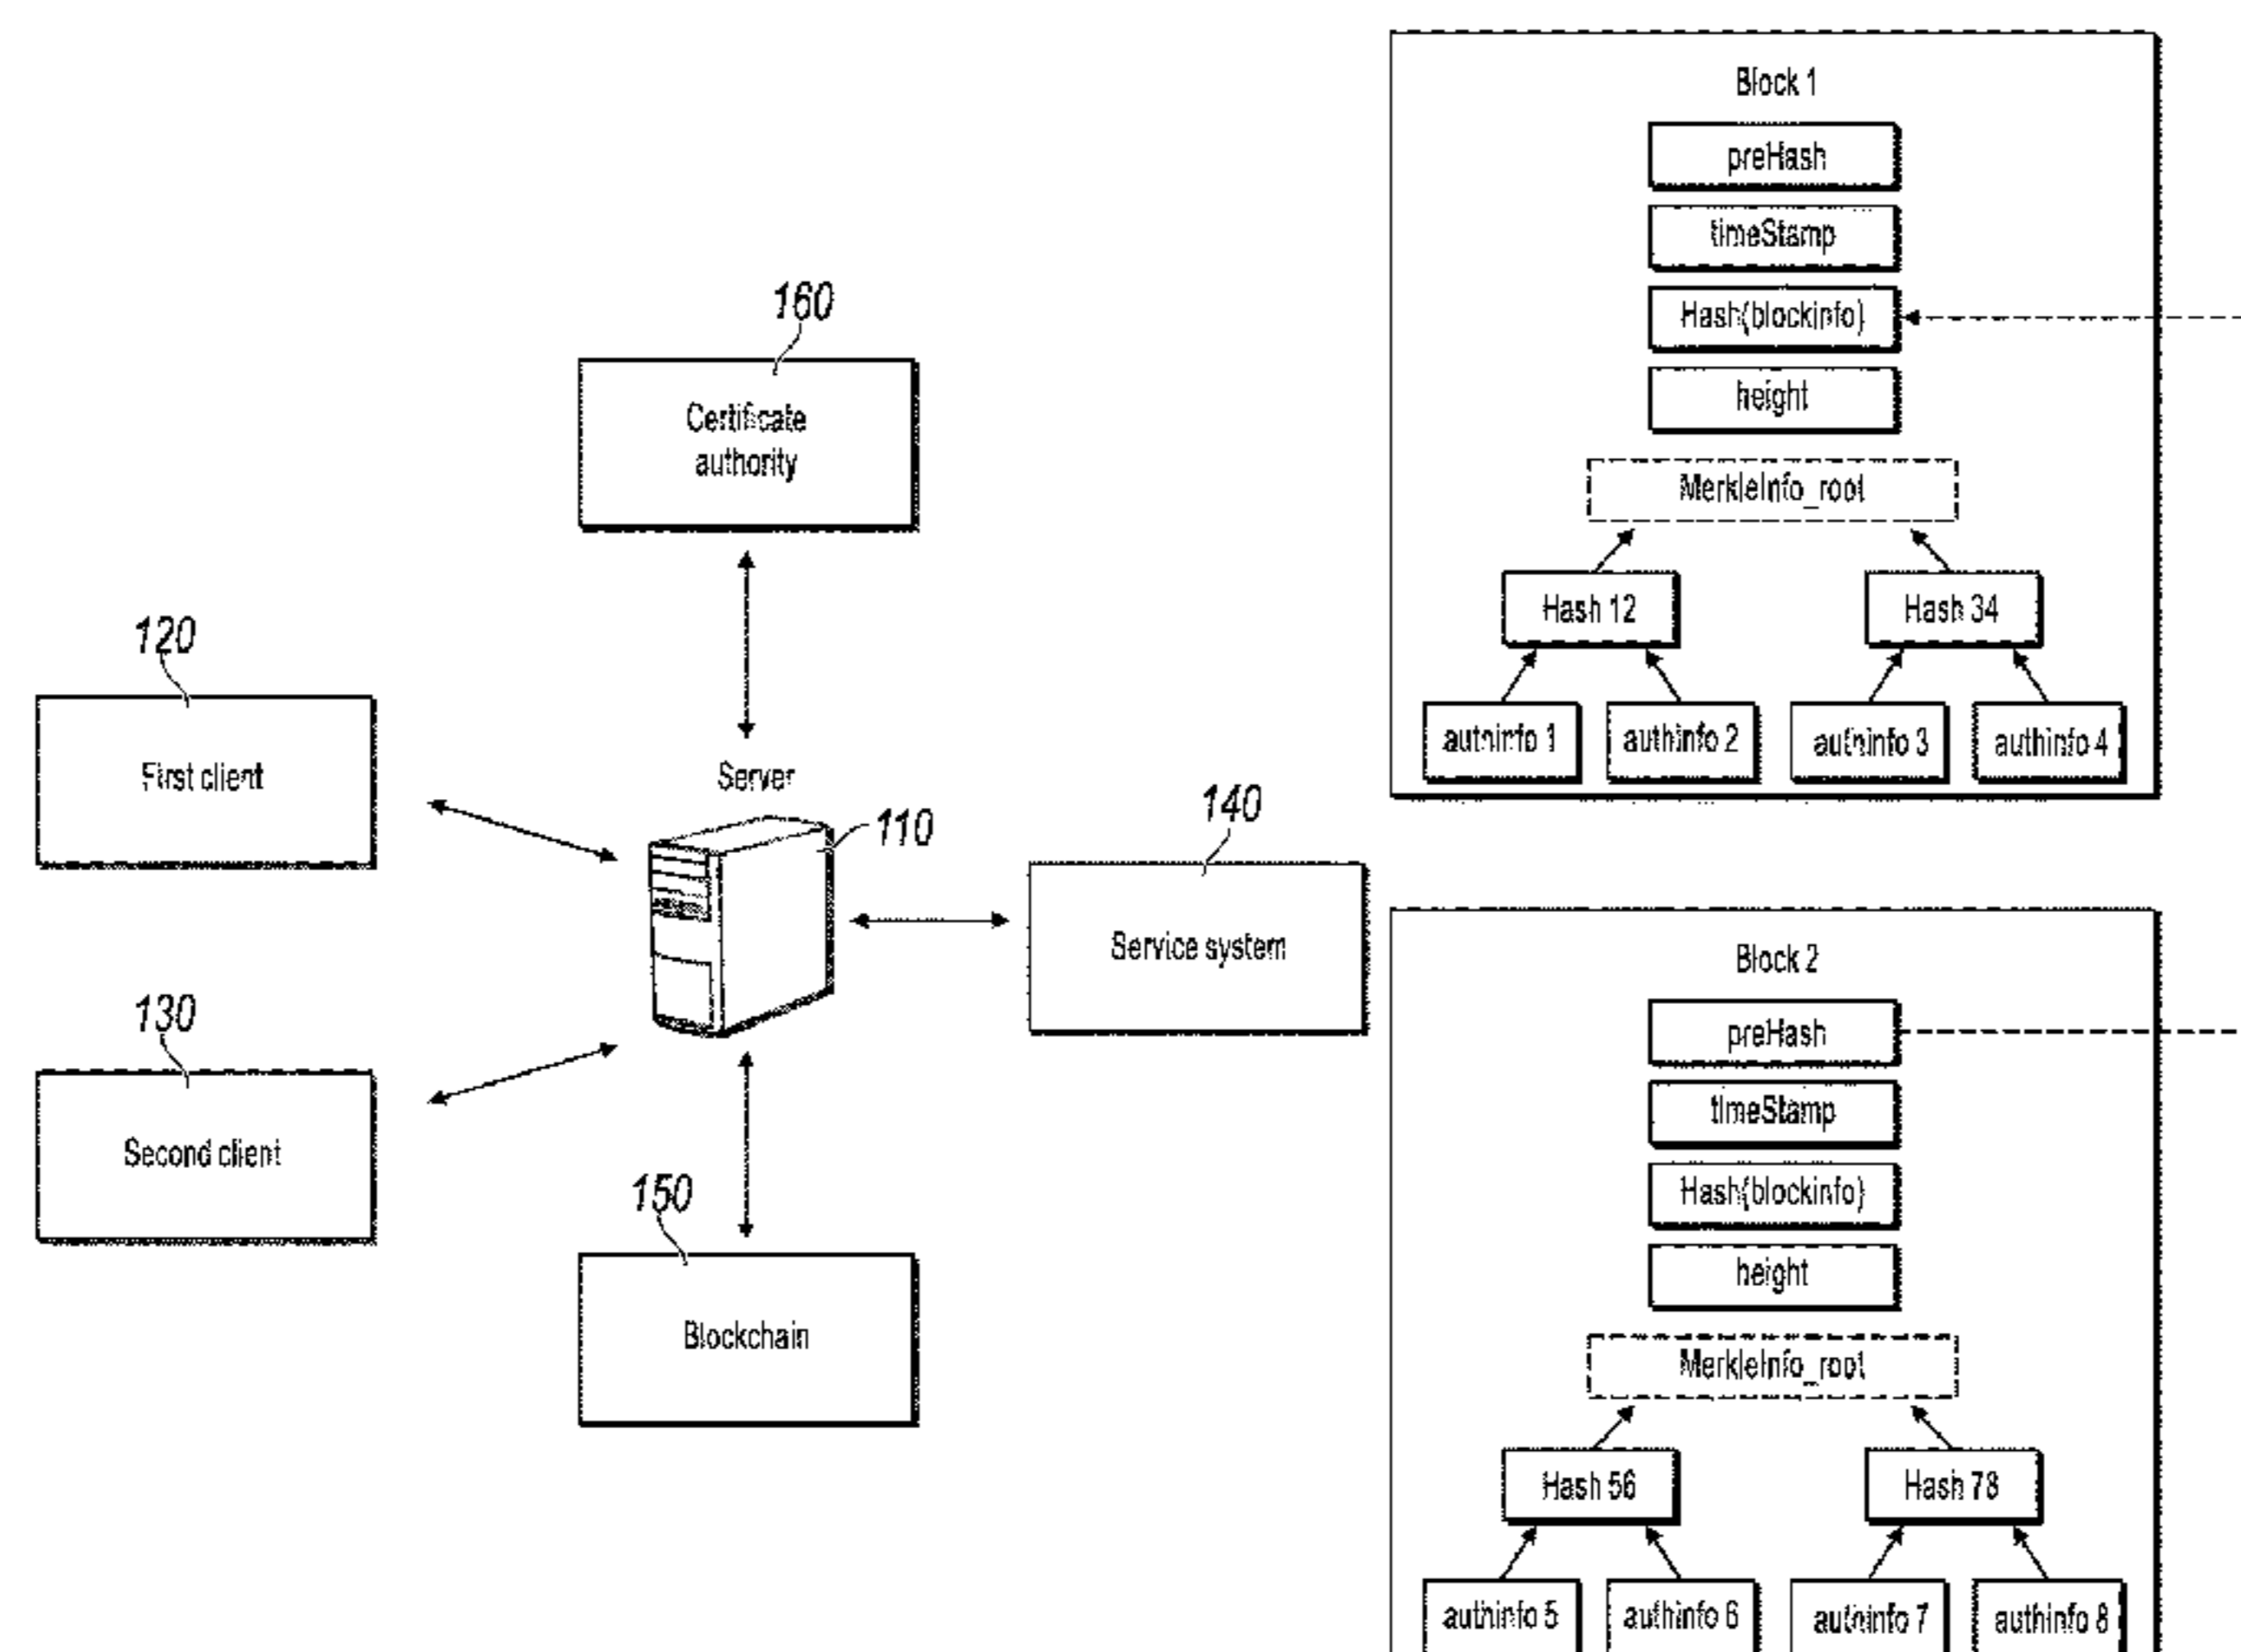 160
Certificate
authority
120
First client
Server
110
140
Service system
130
Second client
150
Blockchain
Block 1
preHash
timeStamp
Hash(blockinfo)
height
MerkleInfo_root
Hash 12
Hash 34
authinfo 1
authinfo 2
authinfo 3
authinfo 4
Block 2
preHash
timeStamp
Hash(blockinfo)
height
MerkleInfo_root
Hash 56
Hash 78
authinfo 5
authinfo 6
authinfo 7
authinfo 8